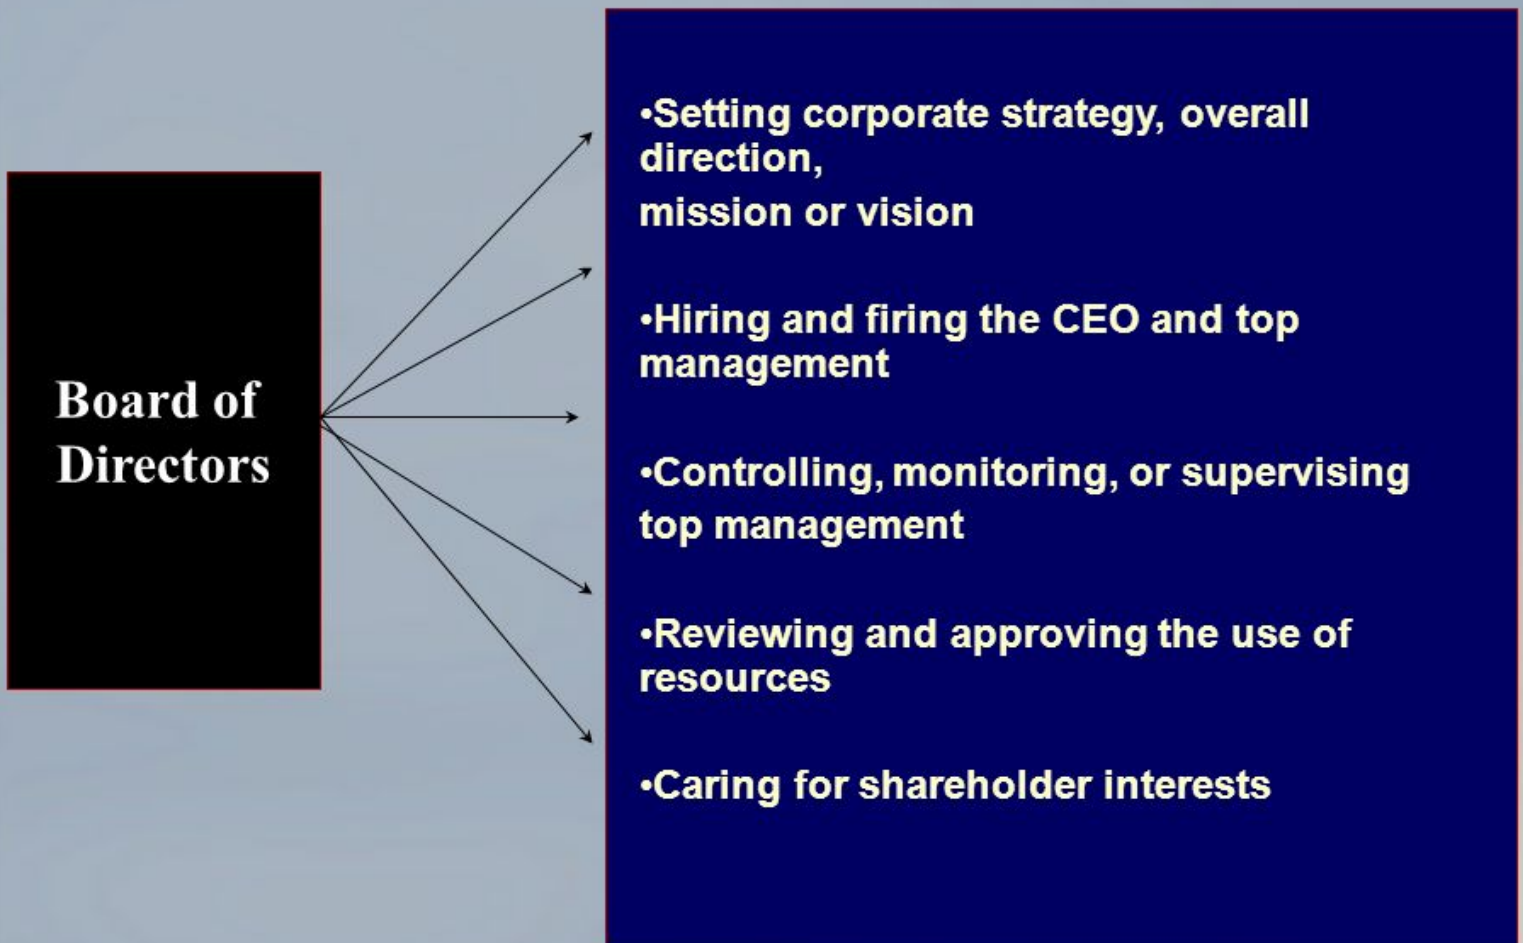 Board of
Directors
•Setting corporate strategy, overall
direction,
mission or vision
•Hiring and firing the CEO and top
management
•Controlling, monitoring, or supervising
top management
•Reviewing and approving the use of
resources
•Caring for shareholder interests